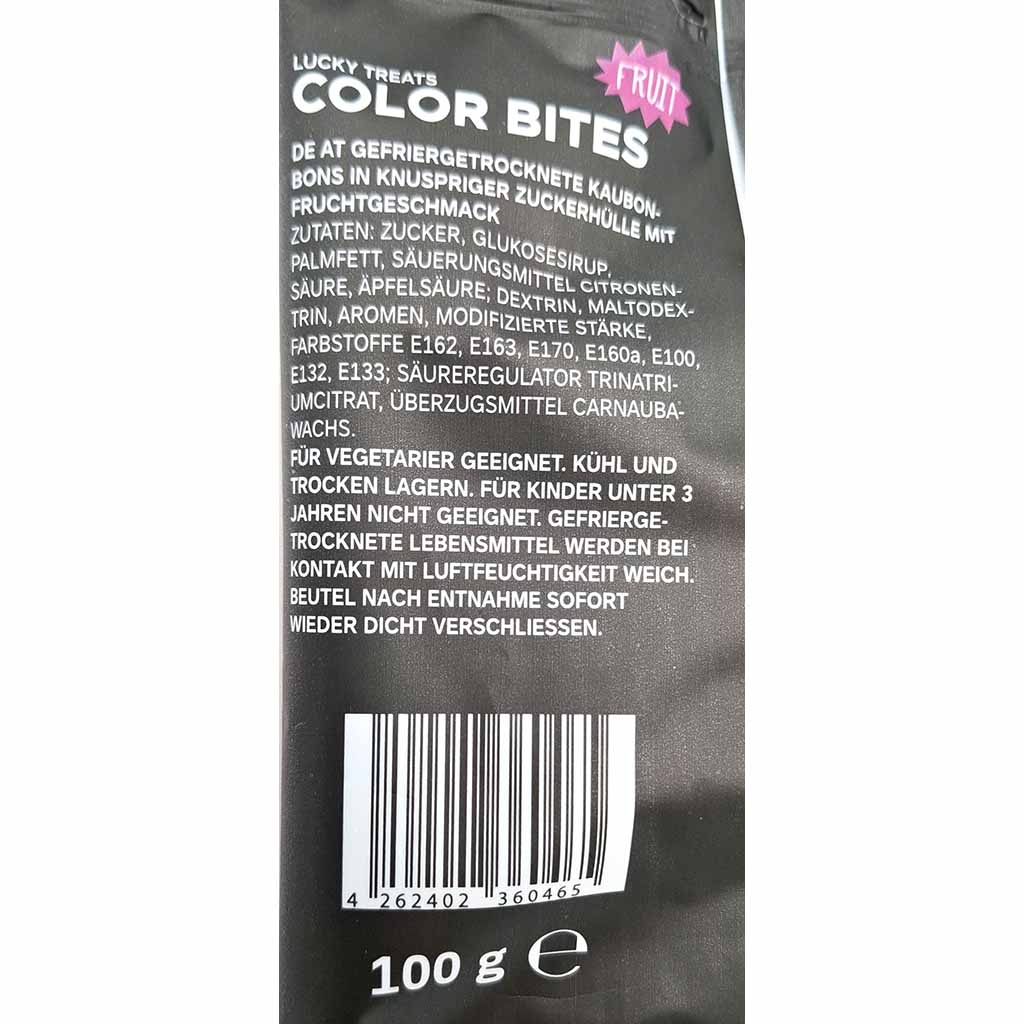 LUCKY TREATS
COLOR BITES
FRUIT
DE AT GEFRIERGETROCKNETE KAUBON-
BONS IN KNUSPRIGER ZUCKERHÜLLE MIT
FRUCHTGESCHMACK
ZUTATEN: ZUCKER, GLUKOSESIRUP,
PALMFETT, SÄUERUNGSMITTEL CITRONEN-
SÄURE, ÄPFELSÄURE; DEXTRIN, MALTODEX-
TRIN, AROMEN, MODIFIZIERTE STÄRKE,
FARBSTOFFE E162, E163, E170, E160a, E100,
E132, E133; SÄUREREGULATOR TRINATRI-
UMCITRAT, ÜBERZUGSMITTEL CARNAUBA-
WACHS.
FÜR VEGETARIER GEEIGNET. KÜHL UND
TROCKEN LAGERN. FÜR KINDER UNTER 3
JAHREN NICHT GEEIGNET. GEFRIERGE-
TROCKNETE LEBENSMITTEL WERDEN BEI
KONTAKT MIT LUFTFEUCHTIGKEIT WEICH.
BEUTEL NACH ENTNAHME SOFORT
WIEDER DICHT VERSCHLIESSEN.
4 262402 360465
100 g ℮